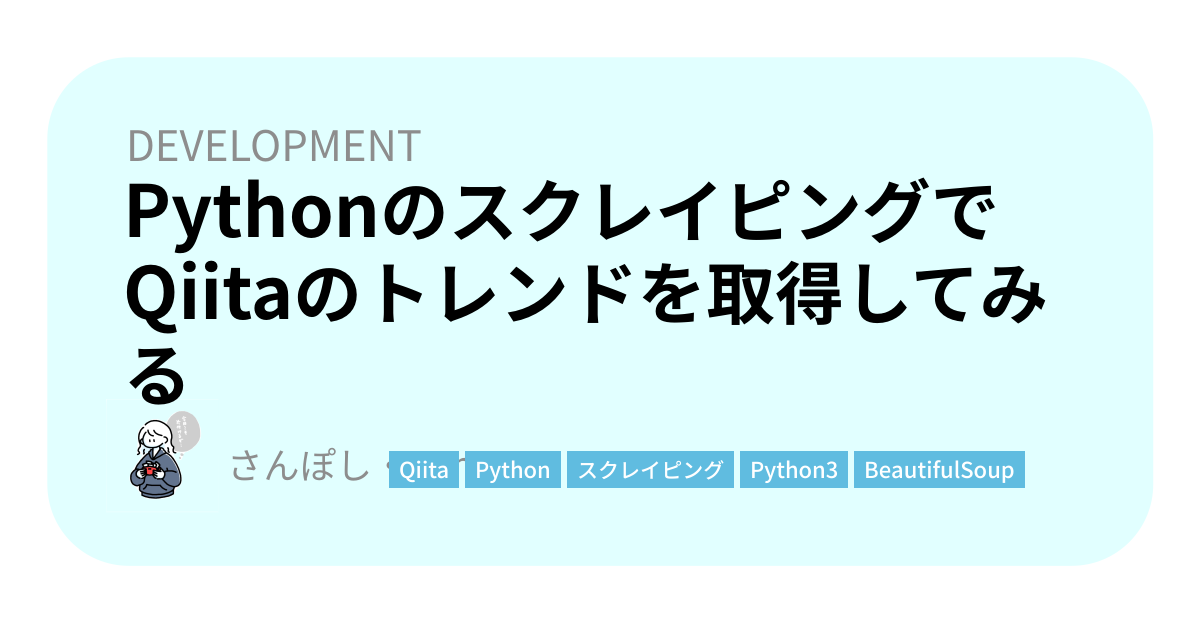 DEVELOPMENT
Pythonのスクレイピングで
Qiitaのトレンドを取得してみ
る
さんぽし
Qiita Python スクレイピング Python3 BeautifulSoup